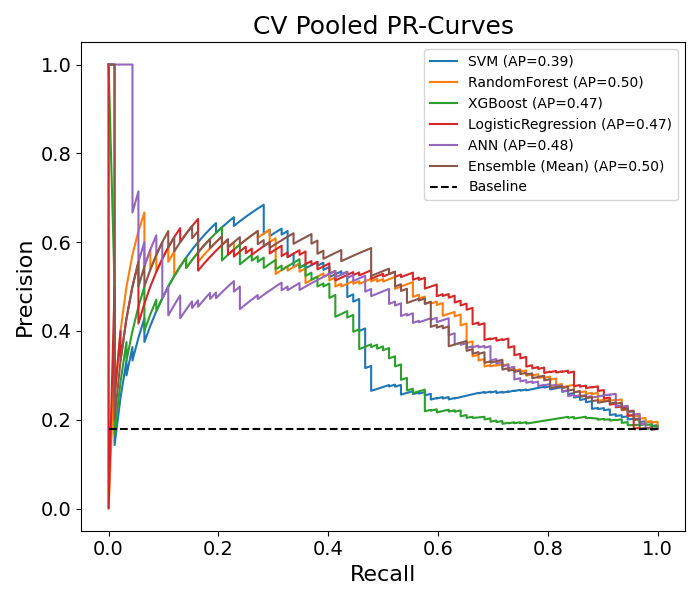 CV Pooled PR-Curves
SVM (AP=0.39)
RandomForest (AP=0.50)
XGBoost (AP=0.47)
LogisticRegression (AP=0.47)
ANN (AP=0.48)
Ensemble (Mean) (AP=0.50)
Baseline
Precision
1.0
0.8
0.6
0.4
0.2
0.0
0.0 0.2 0.4 0.6 0.8 1.0
Recall